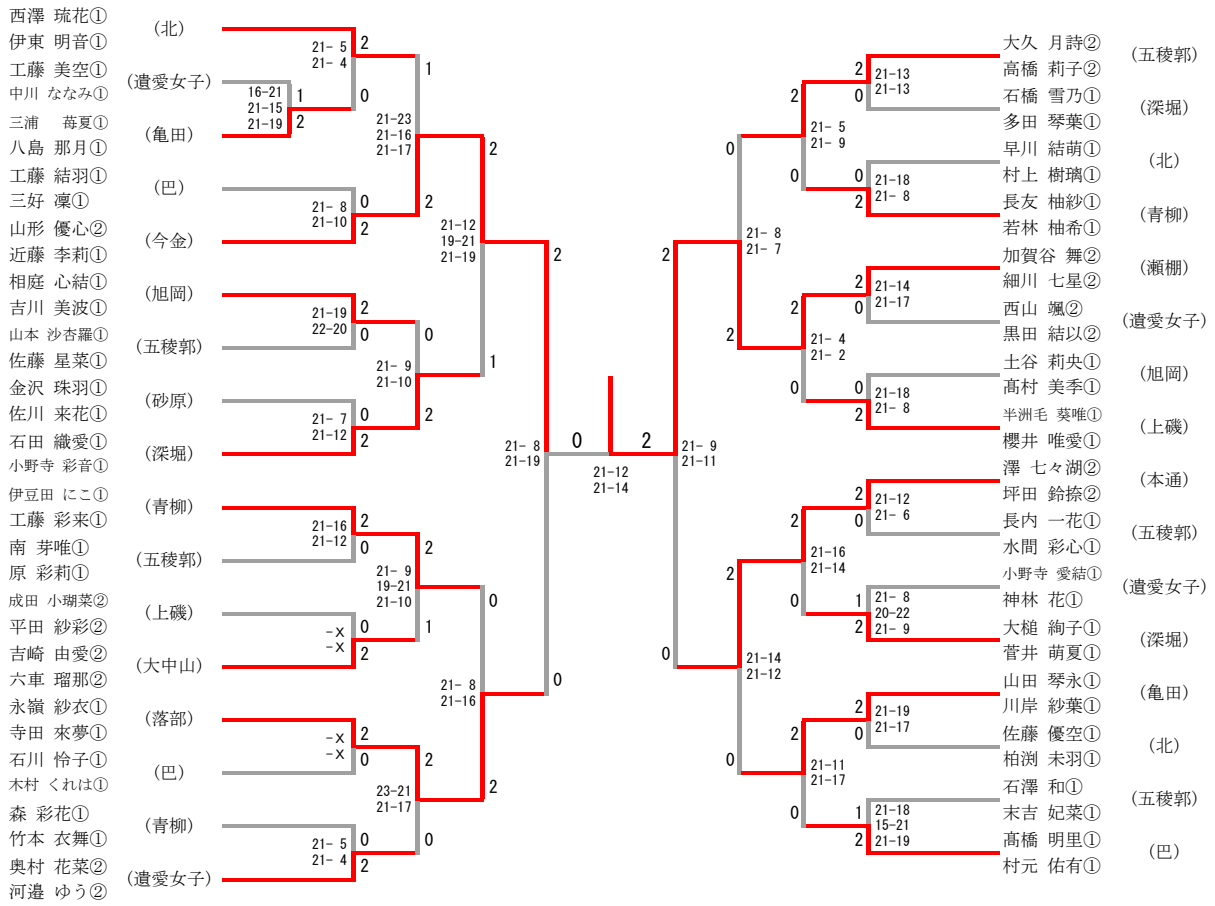 西澤 琉花①
伊東 明音①
(北)
工藤 美空①
中川 ななみ①
(遺愛女子)
三浦 苺夏①
八島 那月①
(亀田)
工藤 結羽①
三好 凜①
(巴)
山形 優心②
近藤 李莉①
(今金)
相庭 心結①
吉川 美波①
(旭岡)
山本 沙杏羅①
佐藤 星菜①
(五稜郭)
金沢 珠羽①
佐川 来花①
(砂原)
石田 織愛①
小野寺 彩音①
(深堀)
伊豆田 にこ①
工藤 彩来①
(青柳)
南 芽唯①
原 彩莉①
(五稜郭)
成田 小瑚菜②
平田 紗彩②
(上磯)
吉崎 由愛②
六車 瑠那②
(大中山)
永嶺 紗衣①
寺田 來夢①
(落部)
石川 怜子①
木村 くれは①
(巴)
森 彩花①
竹本 衣舞①
(青柳)
奥村 花菜②
河邉 ゆう②
(遺愛女子)
21- 5
21- 4
2
0
16-21
21-15
21-19
1
2
21- 8
21-10
0
2
21-19
22-20
2
0
21- 7
21-12
0
2
21-16
21-12
2
0
-X
-X
0
2
-X
-X
2
0
21- 5
21- 4
0
2
21-23
21-16
21-17
1
2
21- 9
21-10
0
2
21- 9
19-21
21-10
2
1
23-21
21-17
2
0
21-12
19-21
21-19
2
1
21- 8
21-16
0
2
21- 8
21-19
2
0
0
2
21-12
21-14
21- 9
21-11
2
0
21- 8
21- 7
0
2
21-14
21-12
2
0
21- 5
21- 9
2
0
21- 4
21- 2
2
0
21-16
21-14
2
0
21-11
21-17
2
0
2
0
21-13
21-13
0
2
21-18
21- 8
2
0
21-14
21-17
0
2
21-18
21- 8
2
0
21-12
21- 6
1
2
21- 8
20-22
21- 9
2
0
21-19
21-17
1
2
21-18
15-21
21-19
大久 月詩②
高橋 莉子②
(五稜郭)
石橋 雪乃①
多田 琴葉①
(深堀)
早川 結萌①
村上 樹璃①
(北)
長友 柚紗①
若林 柚希①
(青柳)
加賀谷 舞②
細川 七星②
(瀬棚)
西山 颯②
黒田 結以②
(遺愛女子)
土谷 莉央①
髙村 美季①
(旭岡)
半洲毛 葵唯①
櫻井 唯愛①
(上磯)
澤 七々湖②
坪田 鈴捺②
(本通)
長内 一花①
水間 彩心①
(五稜郭)
小野寺 愛結①
神林 花①
(遺愛女子)
大槌 絢子①
菅井 萌夏①
(深堀)
山田 琴永①
川岸 紗葉①
(亀田)
佐藤 優空①
柏渕 未羽①
(北)
石澤 和①
末吉 妃菜①
(五稜郭)
髙橋 明里①
村元 佑有①
(巴)